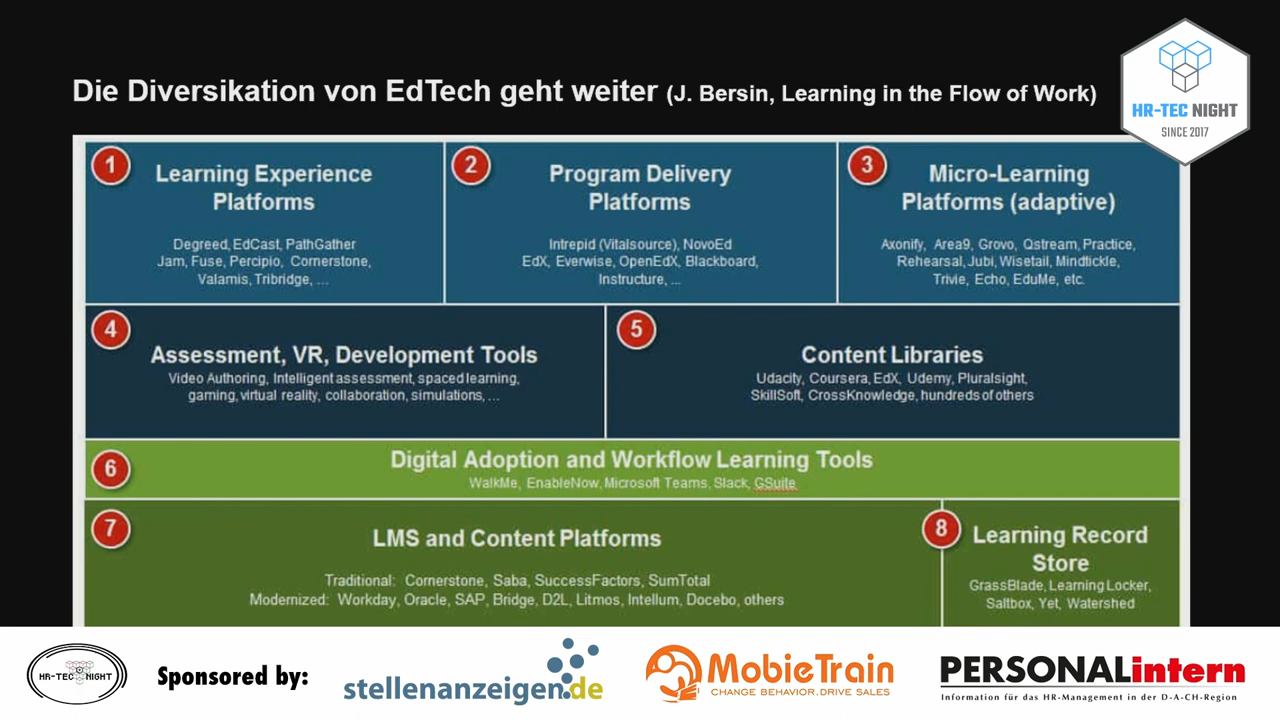 Die Diversikation von EdTech geht weiter (J. Bersin, Learning in the Flow of Work)
HR-TEC NIGHT
SINCE 2017
1
Learning Experience
Platforms
Degreed, EdCast, PathGather
Jam, Fuse, Percipio, Cornerstone,
Valamis, Tribridge, ...
2
Program Delivery
Platforms
Intrepid (Vitalsource), NovoEd
EdX, Everwise, OpenEdX, Blackboard,
Instructure, ...
3
Micro-Learning
Platforms (adaptive)
Axonify, Area9, Grovo, Qstream, Practice,
Rehearsal, Jubi, Wisetail, Mindtickle,
Trivie, Echo, EduMe, etc.
4
Assessment, VR, Development Tools
Video Authoring, Intelligent assessment, spaced learning,
gaming, virtual reality, collaboration, simulations, ...
5
Content Libraries
Udacity, Coursera, EdX, Udemy, Pluralsight,
SkillSoft, CrossKnowledge, hundreds of others
6
Digital Adoption and Workflow Learning Tools
WalkMe, EnableNow, Microsoft Teams, Slack, GSuite
7
LMS and Content Platforms
Traditional: Cornerstone, Saba, SuccessFactors, SumTotal
Modernized: Workday, Oracle, SAP, Bridge, D2L, Litmos, Intellum, Docebo, others
8
Learning Record
Store
GrassBlade, Learning Locker,
Saltbox, Yet, Watershed
HR-TEC NIGHT
Sponsored by:
stellenanzeigen.de
MobieTrain
CHANGE BEHAVIOR. DRIVE SALES
PERSONALintern
Information für das HR-Management in der D-A-CH-Region